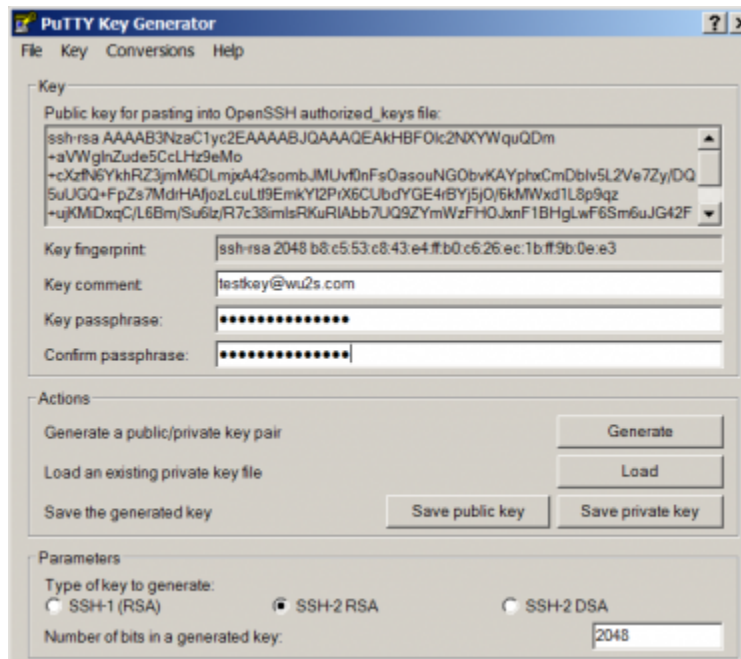 PuTTY Key Generator
File Key Conversions Help
Key
Public key for pasting into OpenSSH authorized_keys file:
ssh-rsa AAAAB3NzaC1yc2EAAAABJQAAAQEAkHBFOlc2NXYWquQDm
+aVWgInZude5CcLHz9eMo
+cXzfN6YkhRZ3jmM6DLmjxA42sombJMUvf0nFsOasouNGObvKAYphxCmDbIv5L2Ve7Zy/DQ
5uUGQ+FpZs7MdrHAfjozLcuLtI9EmkYI2PrX6CUbdYGE4rBYj5jO/6kMWxd1L8p9qz
+ujKMiDxqC/L6Bm/Su6lz/R7c38imIsRKuRlAbb7UQ9ZYmWzFHOJxnF1BHgLwF6Sm6uJG42F
Key fingerprint: ssh-rsa 2048 b8:c5:53:c8:43:e4:ff:b0:c6:26:ec:1b:ff:9b:0e:e3
Key comment: testkey@wu2s.com
Key passphrase: ••••••••••••••
Confirm passphrase: ••••••••••••••
Actions
Generate a public/private key pair Generate
Load an existing private key file Load
Save the generated key Save public key Save private key
Parameters
Type of key to generate:
SSH-1 (RSA) SSH-2 RSA SSH-2 DSA
Number of bits in a generated key: 2048